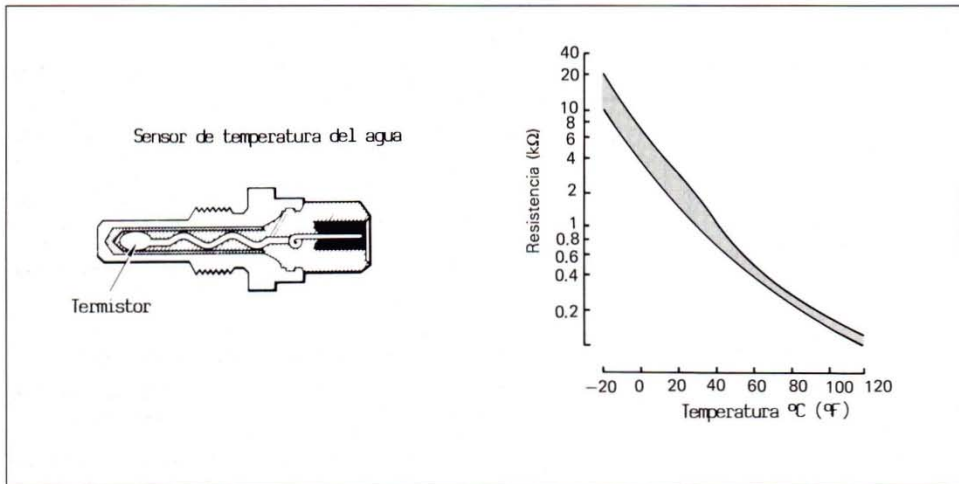 Sensor de temperatura del agua
Termistor
Resistencia (kΩ)
40
20
10
8
6
4
2
1
0.8
0.6
0.4
0.2
−20 0 20 40 60 80 100 120
Temperatura ºC (ºF)